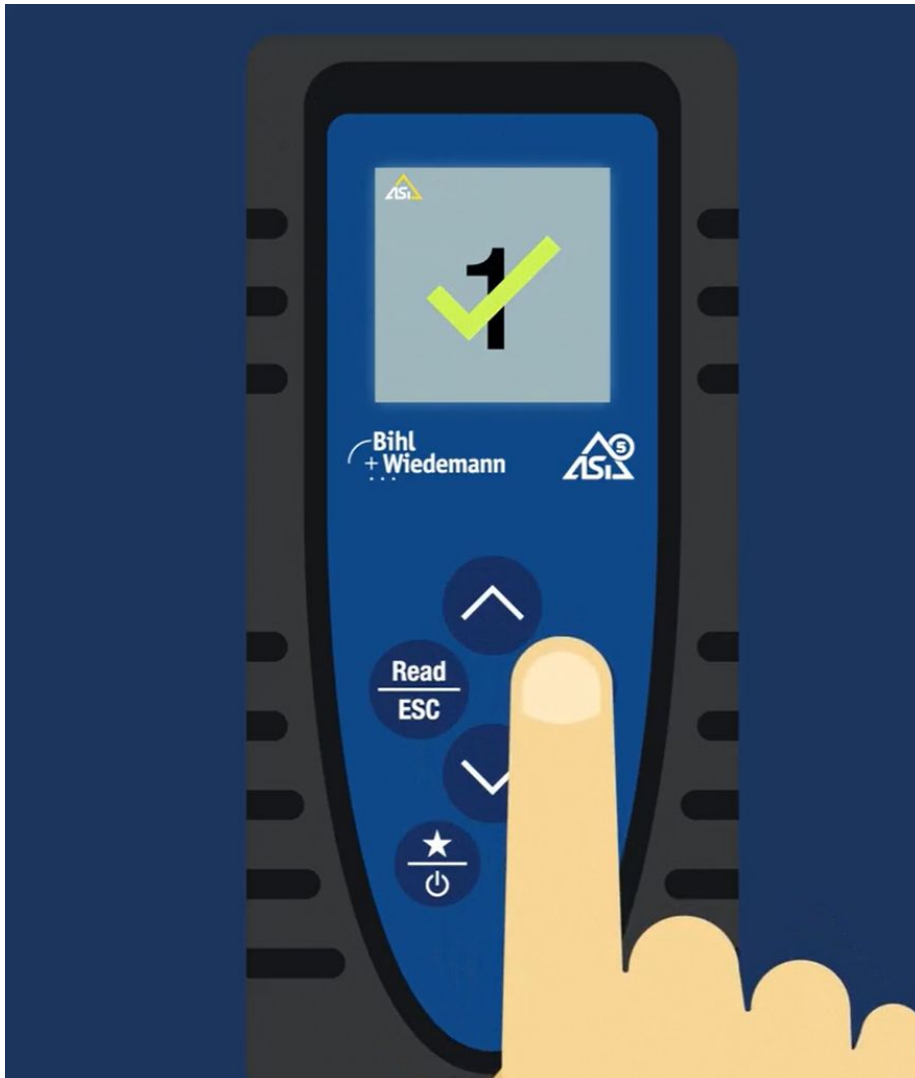 ASi
1
Bihl
+ Wiedemann
ASi 5
Read
ESC